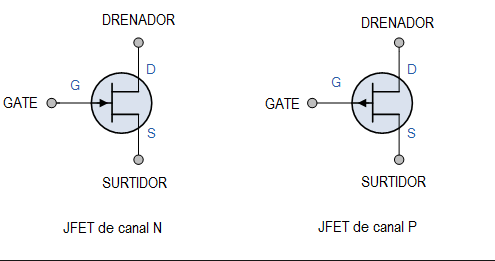 DRENADOR
D
G
GATE
S
SURTIDOR
JFET de canal N
DRENADOR
D
G
GATE
S
SURTIDOR
JFET de canal P